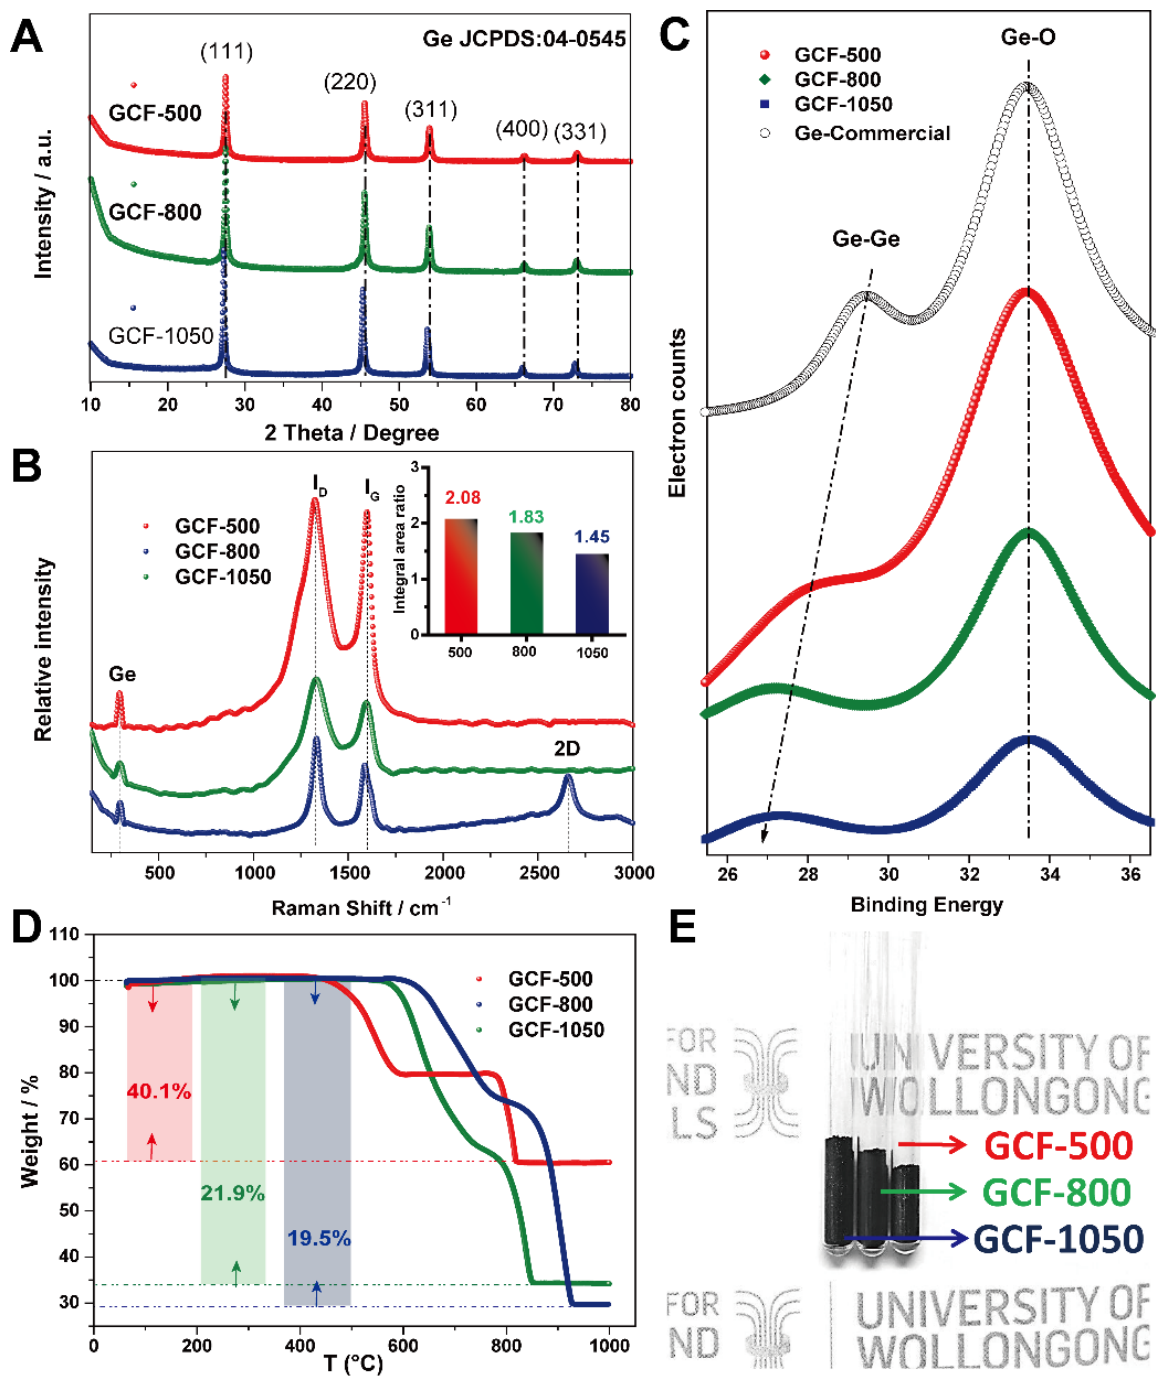 A
Ge JCPDS:04-0545
(111)
(220)
(311)
(400)
(331)
GCF-500
GCF-800
GCF-1050
Intensity / a.u.
10 20 30 40 50 60 70 80
2 Theta / Degree
B
I_D
I_G
GCF-500
GCF-800
GCF-1050
Ge
2D
Relative intensity
500 1000 1500 2000 2500 3000
Raman Shift / cm-1
Integral area ratio
3
2
1
0
2.08
1.83
1.45
500 800 1050
C
GCF-500
GCF-800
GCF-1050
Ge-Commercial
Ge-O
Ge-Ge
Electron counts
26 28 30 32 34 36
Binding Energy
D
110
100
90
80
70
60
50
40
30
Weight / %
GCF-500
GCF-800
GCF-1050
40.1%
21.9%
19.5%
0 200 400 600 800 1000
T (°C)
E
FOR
ND
LS
UNIVERSITY OF
WOLLONGONG
GCF-500
GCF-800
GCF-1050
FOR
ND
UNIVERSITY OF
WOLLONGONG